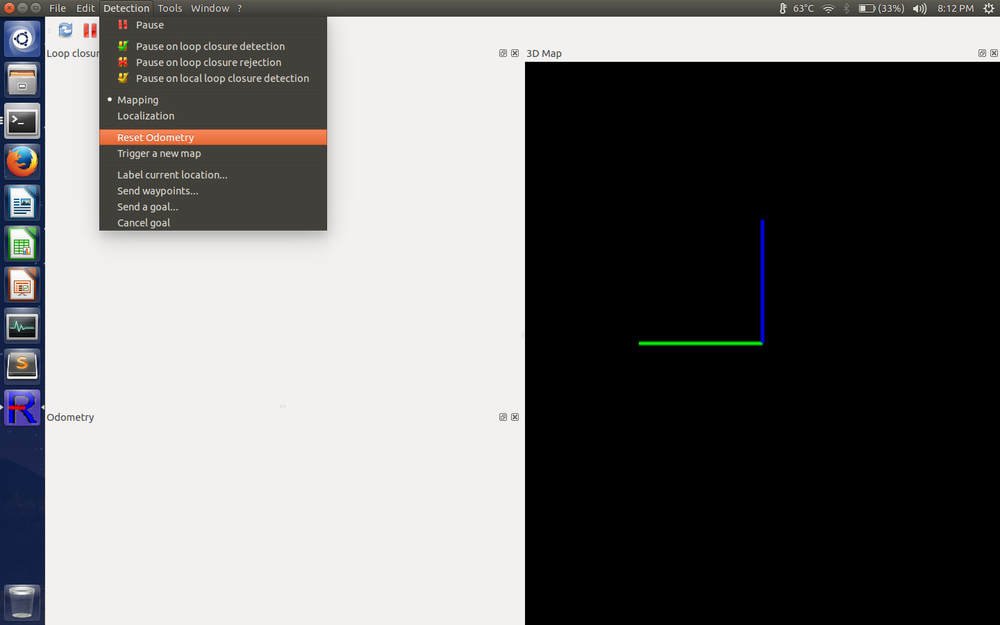 File Edit Detection Tools Window ?
63°C (33%) 8:12 PM
Pause
Loop closur
Pause on loop closure detection
Pause on loop closure rejection
Pause on local loop closure detection
Mapping
Localization
Reset Odometry
Trigger a new map
Label current location...
Send waypoints...
Send a goal...
Cancel goal
3D Map
Odometry